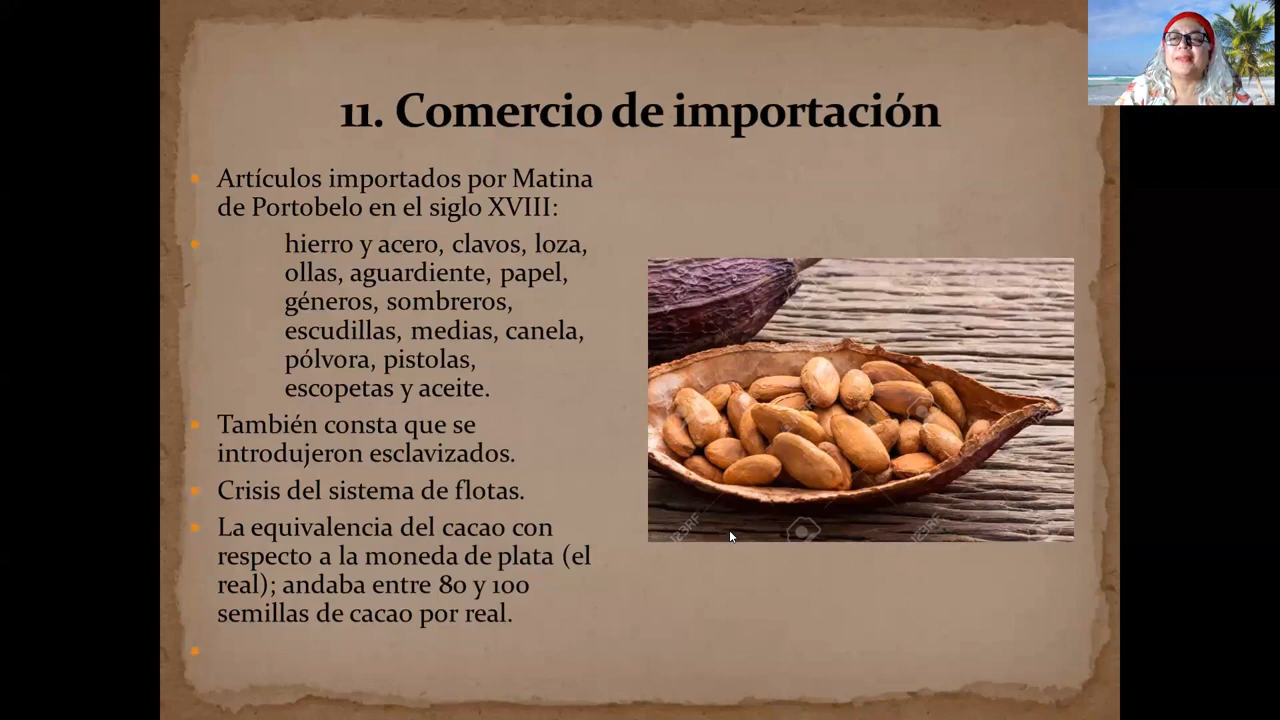 11. Comercio de importación
Artículos importados por Matina
de Portobelo en el siglo XVIII:
hierro y acero, clavos, loza,
ollas, aguardiente, papel,
géneros, sombreros,
escudillas, medias, canela,
pólvora, pistolas,
escopetas y aceite.
También consta que se
introdujeron esclavizados.
Crisis del sistema de flotas.
La equivalencia del cacao con
respecto a la moneda de plata (el
real); andaba entre 80 y 100
semillas de cacao por real.
123RF
123RF